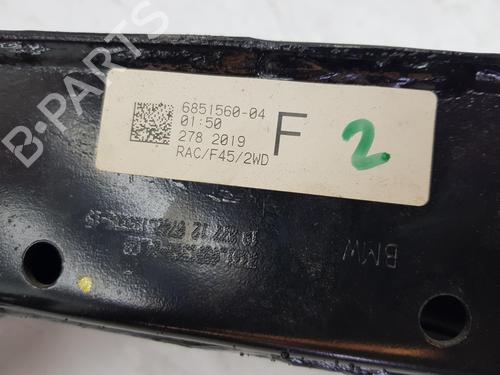 B-PARTS
6851560-04
01:50
278 2019
RAC/F45/2WD
F
2
BMW